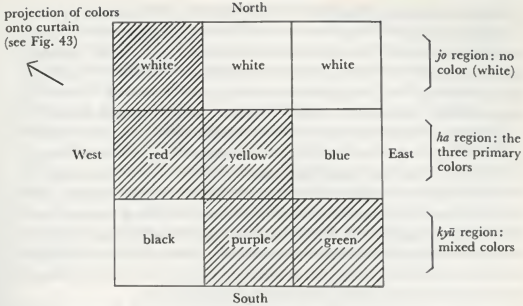 projection of colors
onto curtain
(see Fig. 43)
North
white
white
white
jo region: no
color (white)
West
red
yellow
blue
East
ha region: the
three primary
colors
black
purple
green
kyū region:
mixed colors
South